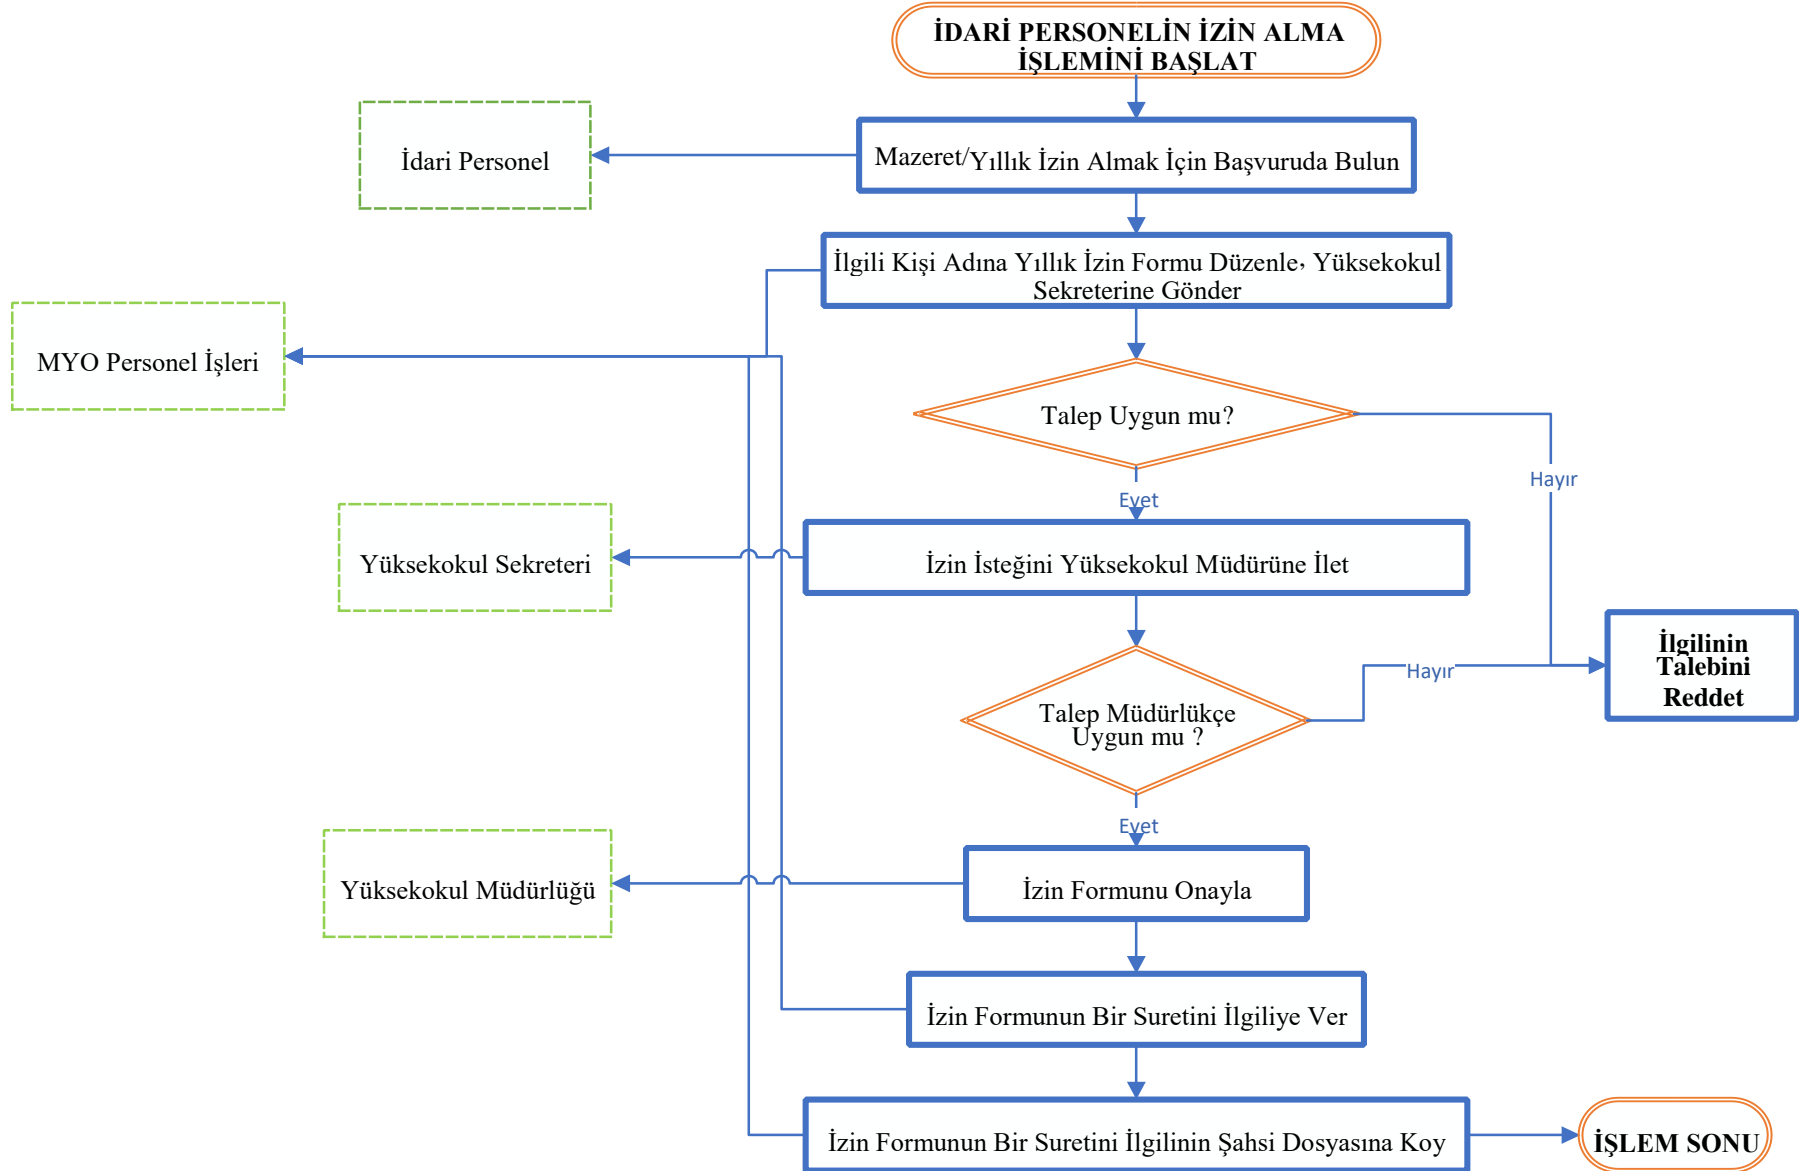 İDARİ PERSONELİN İZİN ALMA
İŞLEMİNİ BAŞLAT
İdari Personel
Mazeret/Yıllık İzin Almak İçin Başvuruda Bulun
İlgili Kişi Adına Yıllık İzin Formu Düzenle, Yüksekokul
Sekreterine Gönder
MYO Personel İşleri
Talep Uygun mu?
Hayır
Evet
Yüksekokul Sekreteri
İzin İsteğini Yüksekokul Müdürüne İlet
İlgilinin
Talebini
Reddet
Hayır
Talep Müdürlükçe
Uygun mu ?
Evet
Yüksekokul Müdürlüğü
İzin Formunu Onayla
İzin Formunun Bir Suretini İlgiliye Ver
İzin Formunun Bir Suretini İlgilinin Şahsi Dosyasına Koy
İŞLEM SONU